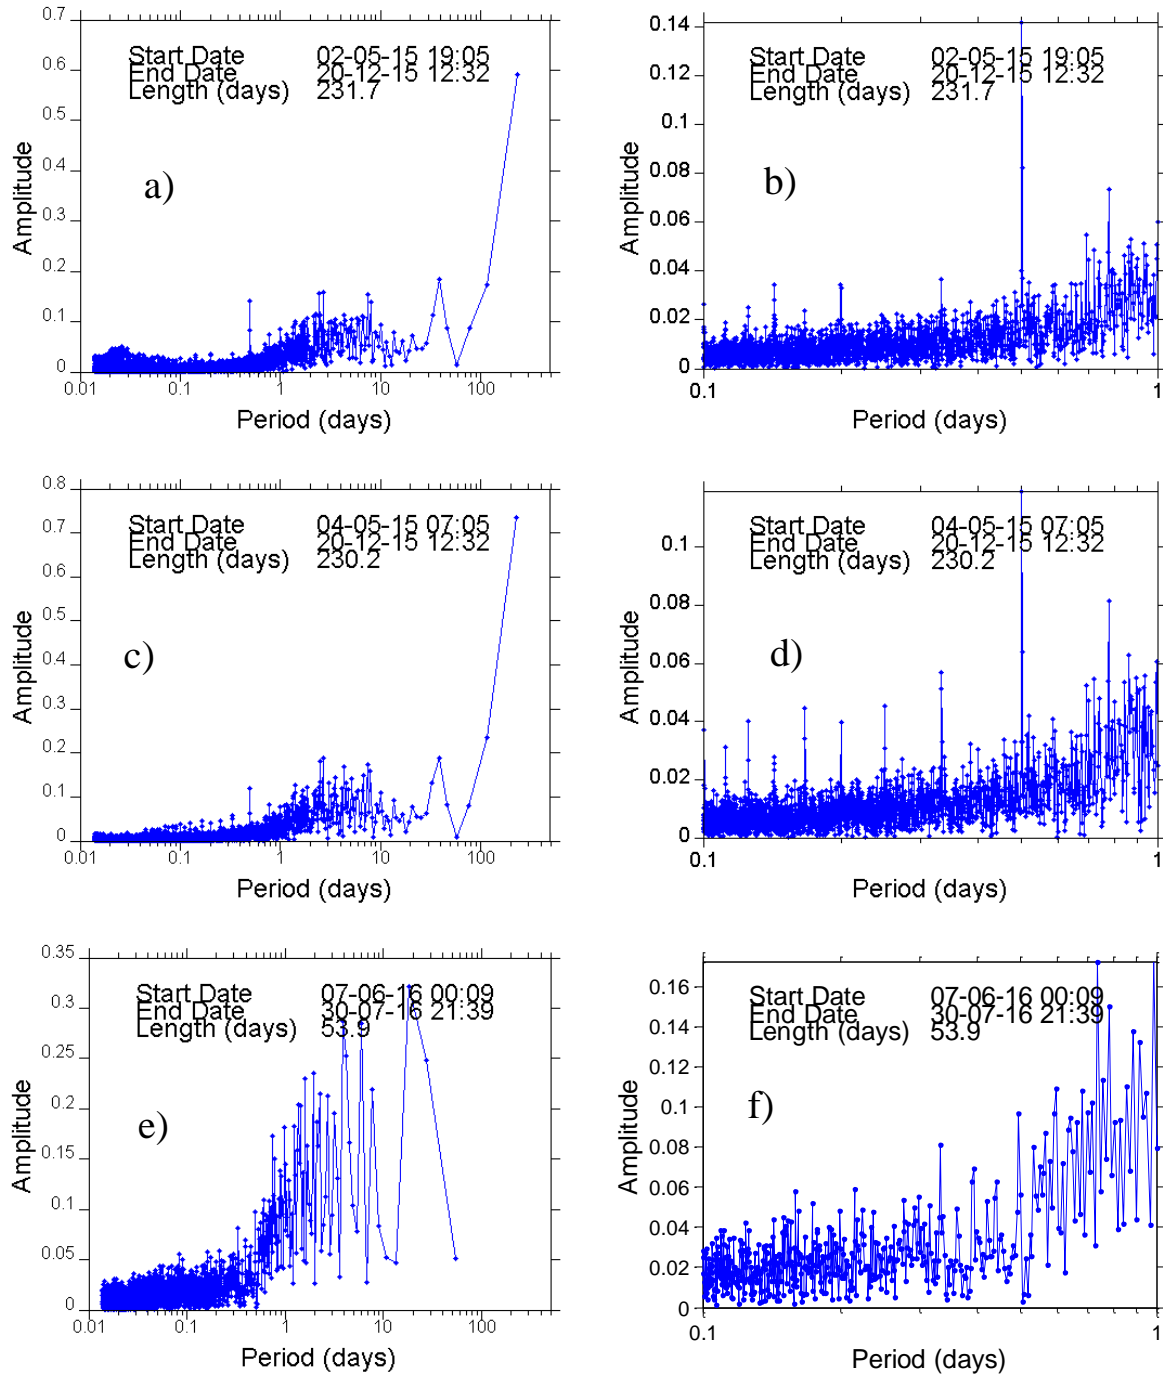 0.7
0.6
0.5
0.4
0.3
0.2
0.1
0
Amplitude
Start Date 02-05-15 19:05
End Date 20-12-15 12:32
Length (days) 231.7
a)
0.01 0.1 1 10 100
Period (days)
0.14
0.12
0.1
0.08
0.06
0.04
0.02
0
Amplitude
Start Date 02-05-15 19:05
End Date 20-12-15 12:32
Length (days) 231.7
b)
0.1 1
Period (days)
0.8
0.7
0.6
0.5
0.4
0.3
0.2
0.1
0
Amplitude
Start Date 04-05-15 07:05
End Date 20-12-15 12:32
Length (days) 230.2
c)
0.01 0.1 1 10 100
Period (days)
0.1
0.08
0.06
0.04
0.02
0
Amplitude
Start Date 04-05-15 07:05
End Date 20-12-15 12:32
Length (days) 230.2
d)
0.1 1
Period (days)
0.35
0.3
0.25
0.2
0.15
0.1
0.05
0
Amplitude
Start Date 07-06-16 00:09
End Date 30-07-16 21:39
Length (days) 53.9
e)
0.01 0.1 1 10 100
Period (days)
0.16
0.14
0.12
0.1
0.08
0.06
0.04
0.02
0
Amplitude
Start Date 07-06-16 00:09
End Date 30-07-16 21:39
Length (days) 53.9
f)
0.1 1
Period (days)